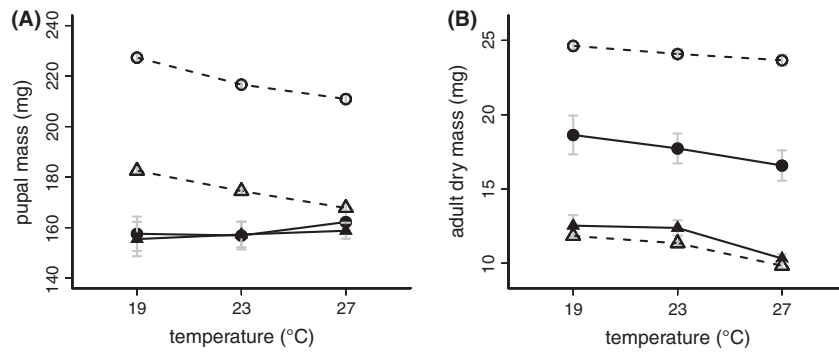 (A)
240
220
200
180
160
140
pupal mass (mg)
19 23 27
temperature (°C)
(B)
25
20
15
10
adult dry mass (mg)
19 23 27
temperature (°C)